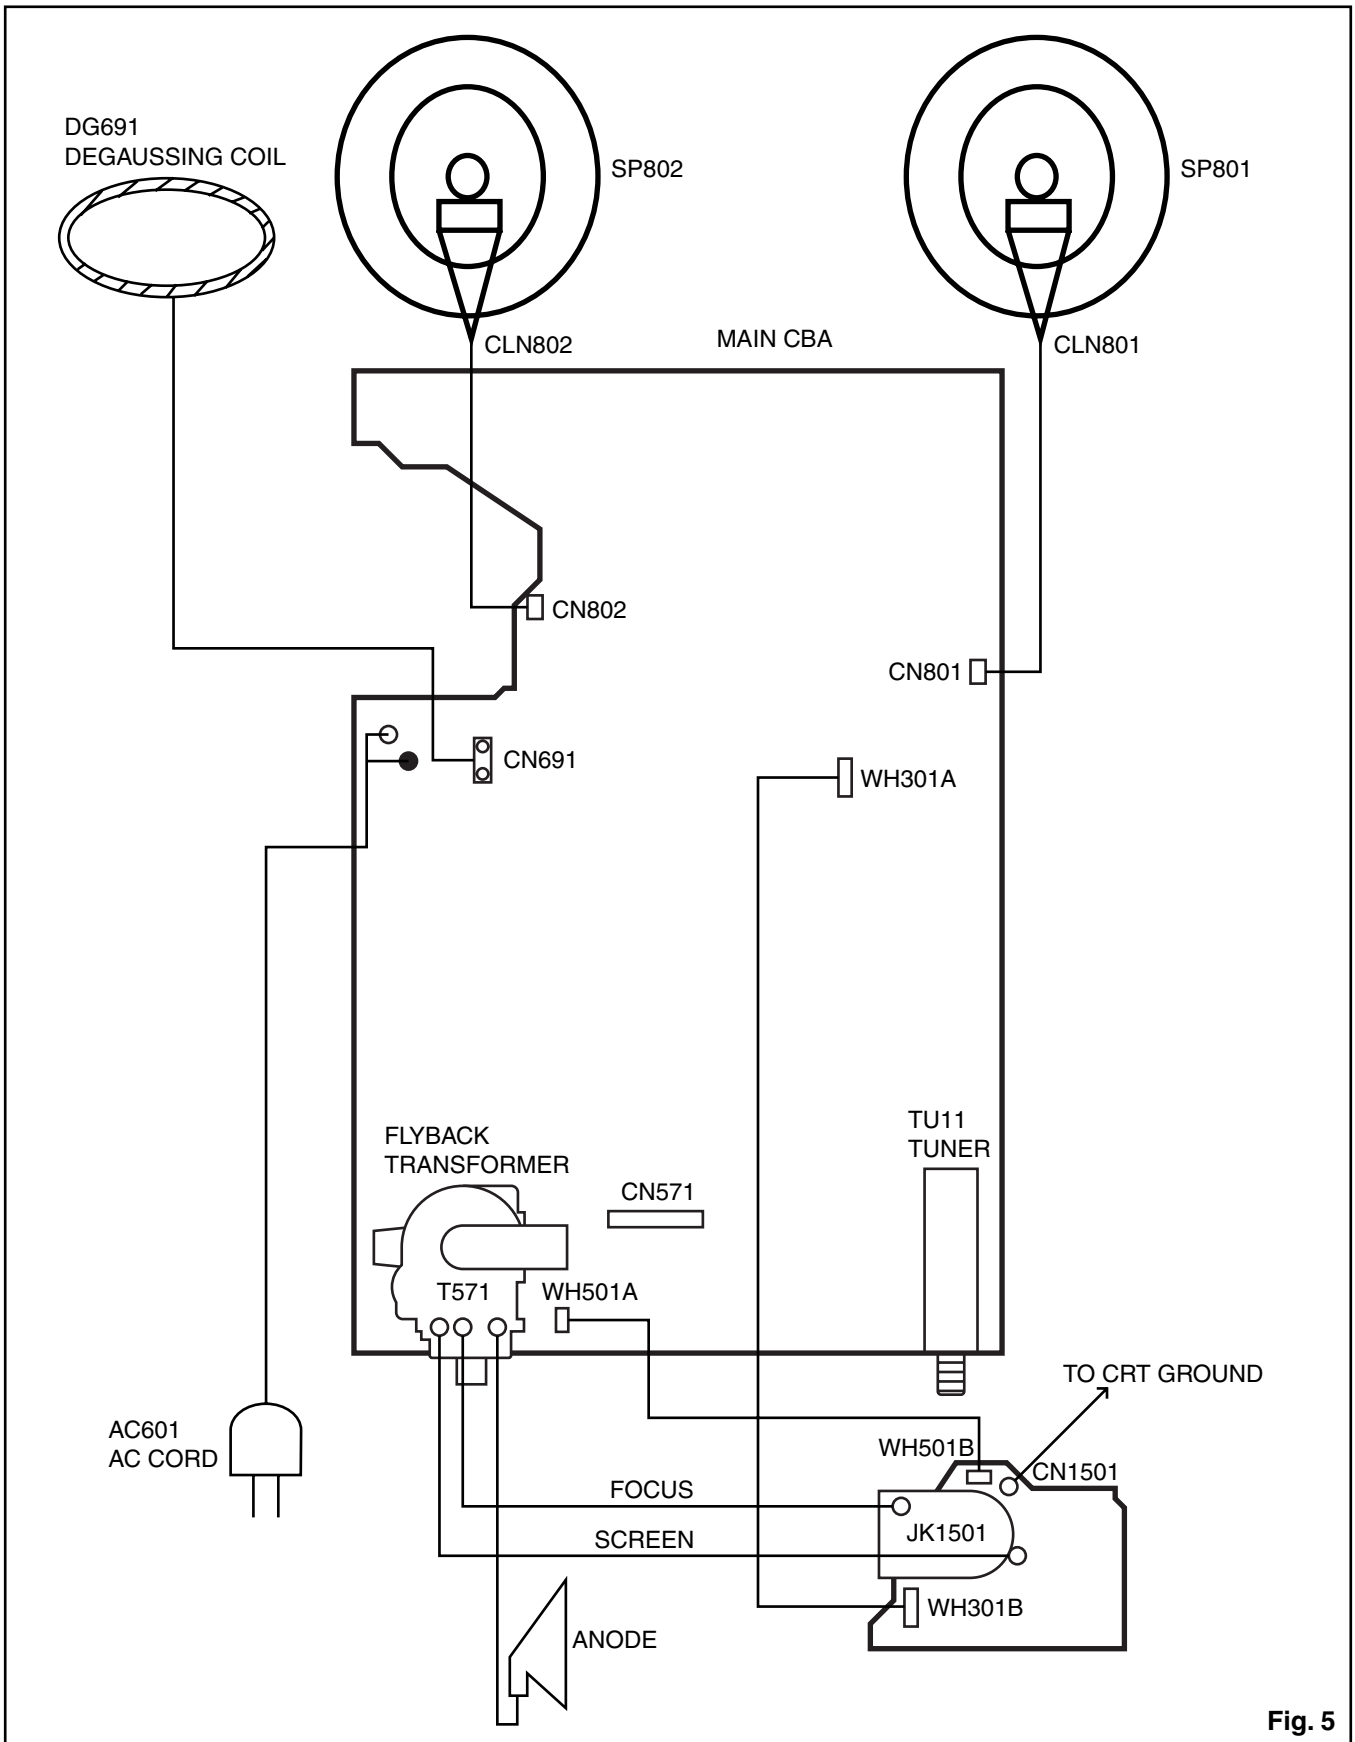 DG691
DEGAUSSING COIL
SP802
SP801
CLN802
MAIN CBA
CLN801
CN802
CN801
CN691
WH301A
TU11
TUNER
FLYBACK
TRANSFORMER
CN571
T571
WH501A
TO CRT GROUND
AC601
AC CORD
WH501B
CN1501
FOCUS
JK1501
SCREEN
WH301B
ANODE
Fig. 5